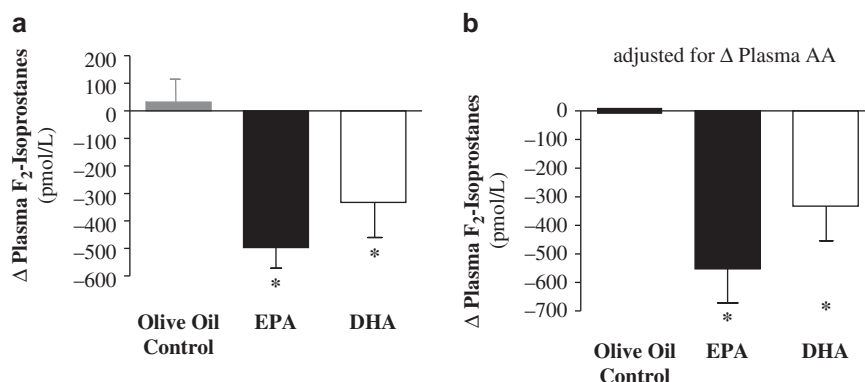 a
200
100
0
−100
−200
−300
−400
−500
−600
Δ Plasma F₂-Isoprostanes
(pmol/L)
*
*
Olive Oil
Control
EPA
DHA
b
adjusted for Δ Plasma AA
0
−100
−200
−300
−400
−500
−600
−700
Δ Plasma F₂-Isoprostanes
(pmol/L)
*
*
Olive Oil
Control
EPA
DHA